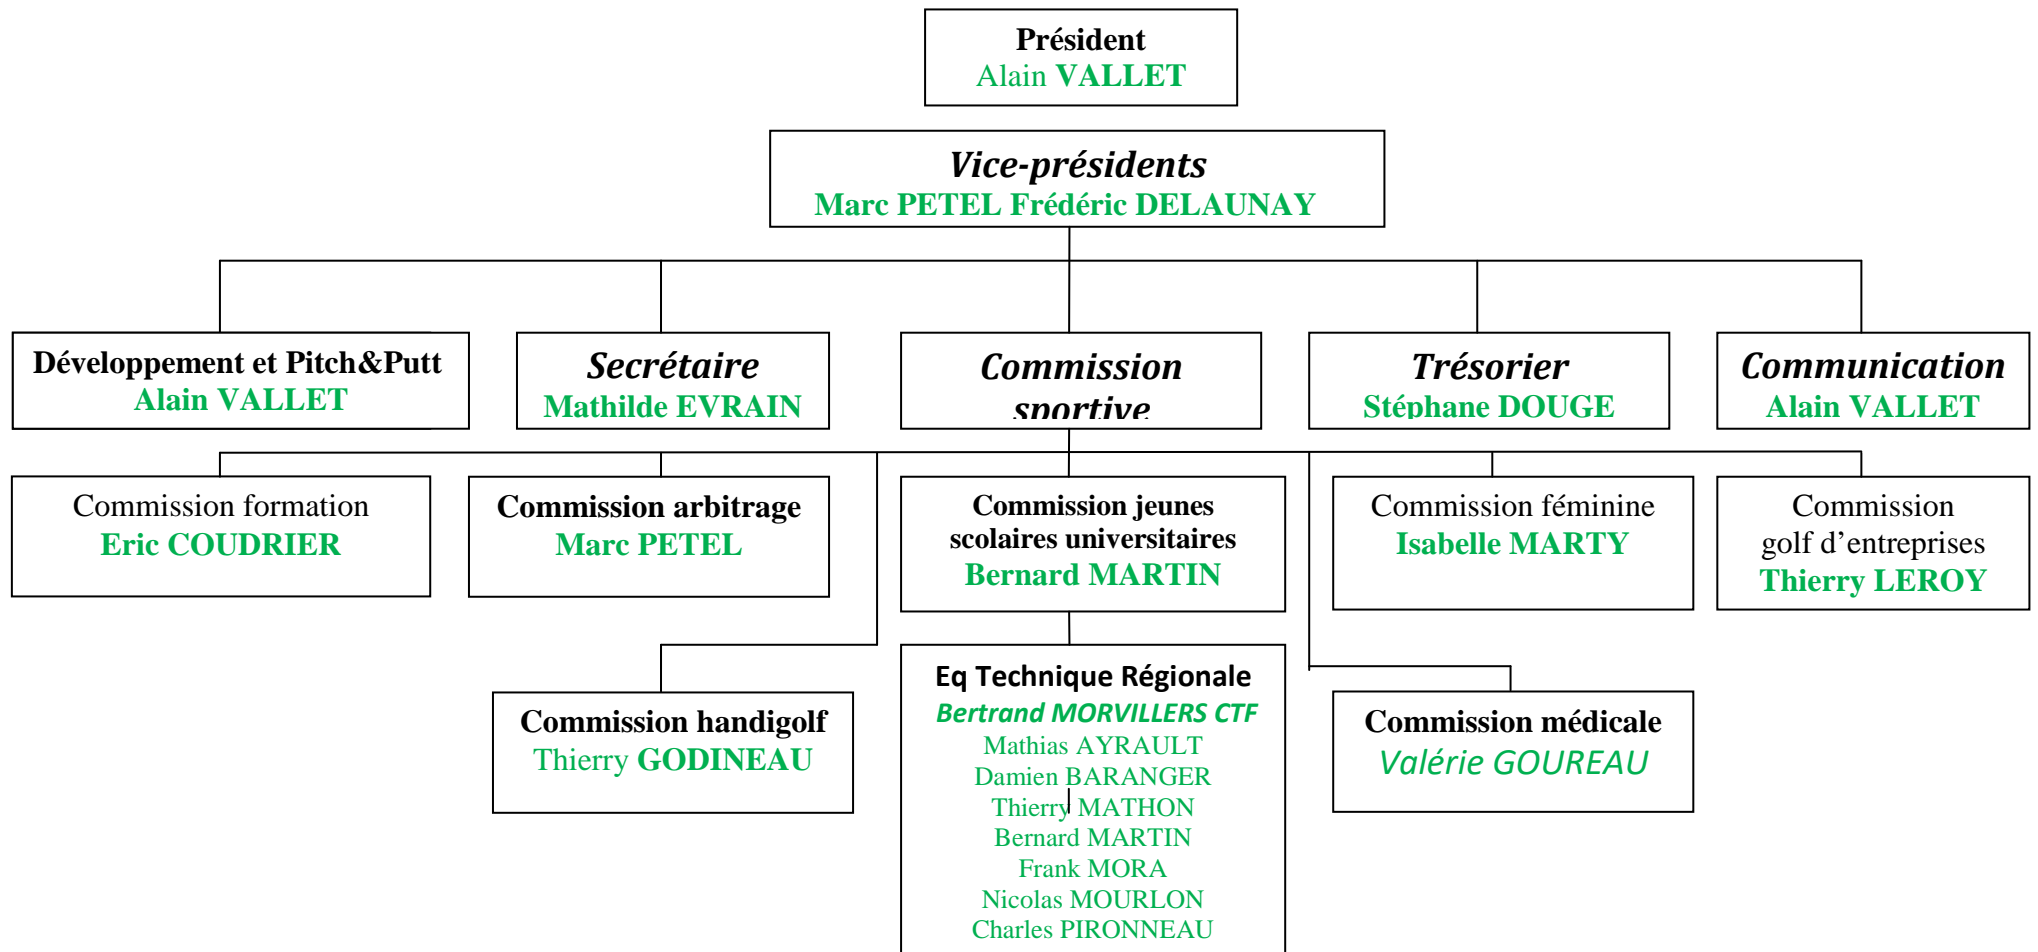 Président
Alain VALLET
Vice-présidents
Marc PETEL Frédéric DELAUNAY
Développement et Pitch&Putt
Alain VALLET
Secrétaire
Mathilde EVRAIN
Commission
sportive
Trésorier
Stéphane DOUGE
Communication
Alain VALLET
Commission formation
Eric COUDRIER
Commission arbitrage
Marc PETEL
Commission jeunes
scolaires universitaires
Bernard MARTIN
Commission féminine
Isabelle MARTY
Commission
golf d’entreprises
Thierry LEROY
Commission handigolf
Thierry GODINEAU
Eq Technique Régionale
Bertrand MORVILLERS CTF
Mathias AYRAULT
Damien BARANGER
Thierry MATHON
Bernard MARTIN
Frank MORA
Nicolas MOURLON
Charles PIRONNEAU
Commission médicale
Valérie GOUREAU